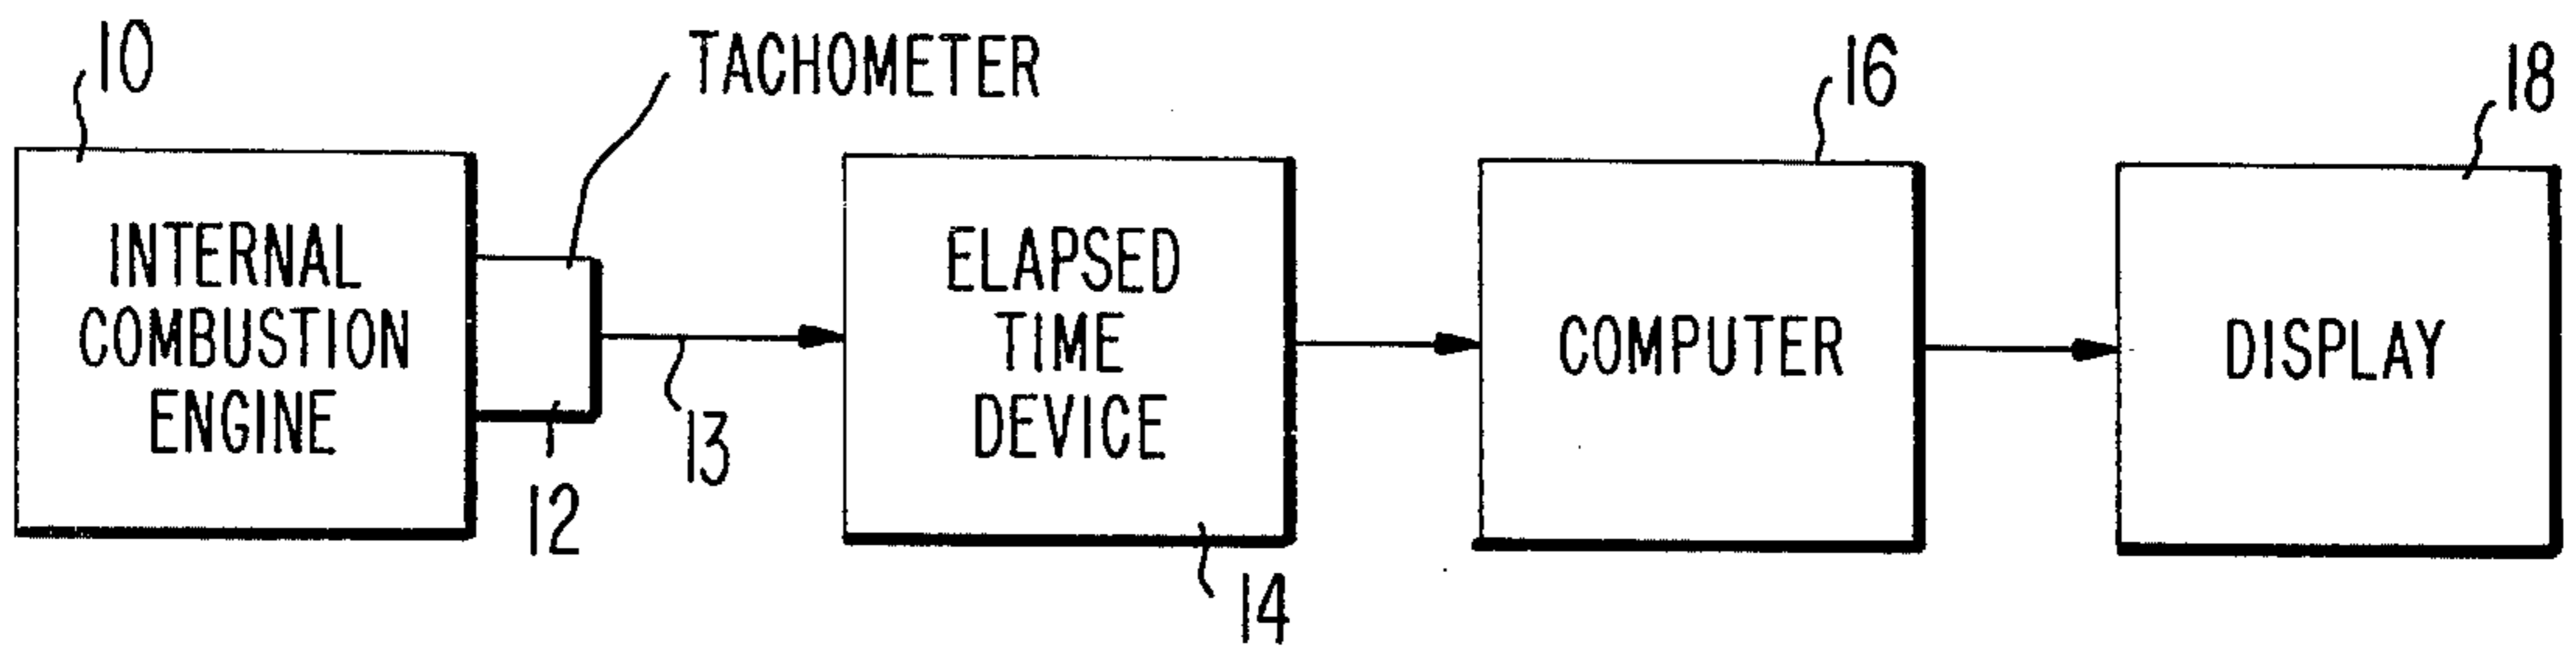 10
TACHOMETER
16
18
INTERNAL
COMBUSTION
ENGINE
12
13
ELAPSED
TIME
DEVICE
14
COMPUTER
DISPLAY